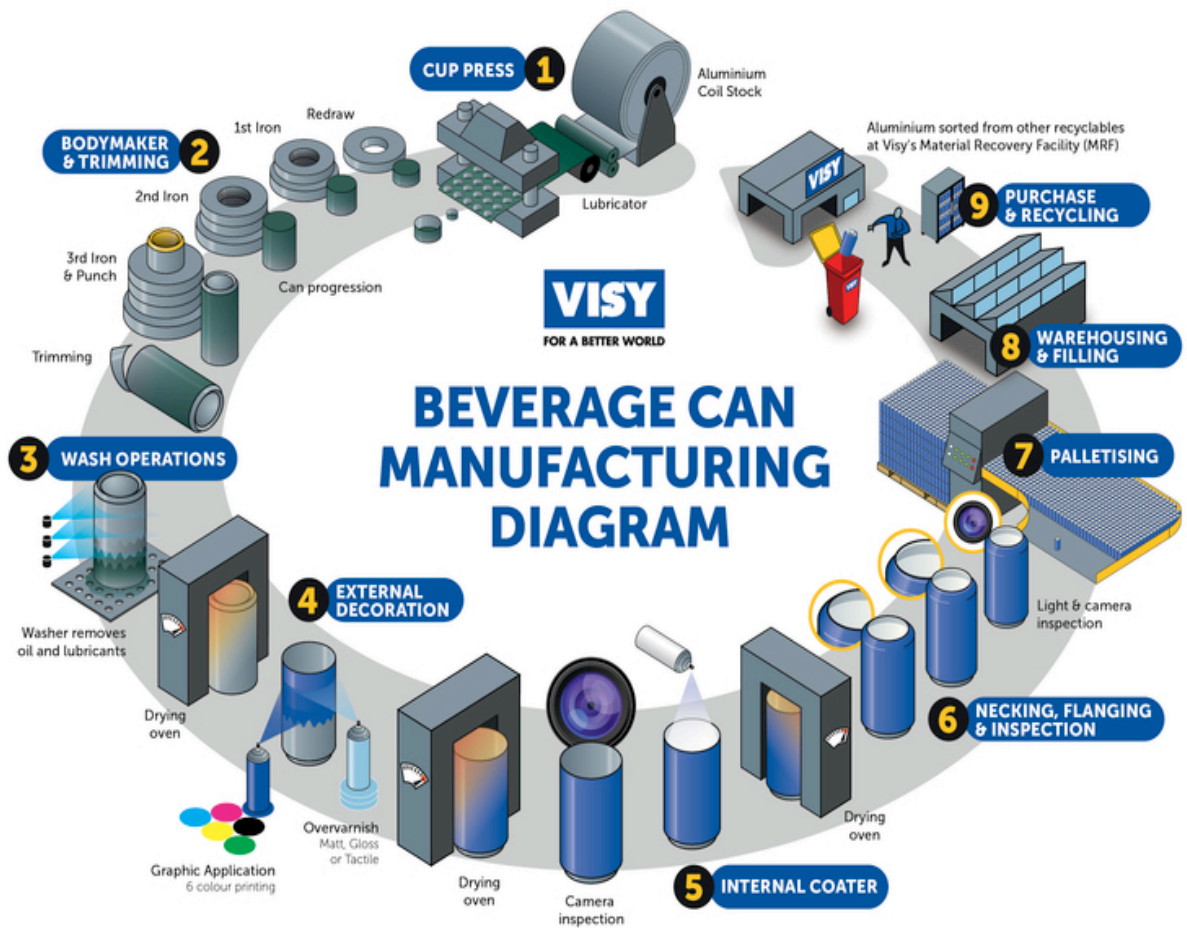 CUP PRESS 1
Aluminium
Coil Stock
Lubricator
BODYMAKER
& TRIMMING 2
Redraw
1st Iron
2nd Iron
3rd Iron
& Punch
Can progression
Trimming
VISY
FOR A BETTER WORLD
BEVERAGE CAN
MANUFACTURING
DIAGRAM
3 WASH OPERATIONS
Washer removes
oil and lubricants
Drying
oven
4 EXTERNAL
DECORATION
Graphic Application
6 colour printing
Overvarnish
Matt, Gloss
or Tactile
Drying
oven
Camera
inspection
5 INTERNAL COATER
Drying
oven
6 NECKING, FLANGING
& INSPECTION
Light & camera
inspection
7 PALLETISING
8 WAREHOUSING
& FILLING
9 PURCHASE
& RECYCLING
Aluminium sorted from other recyclables
at Visy's Material Recovery Facility (MRF)
VISY
VISY